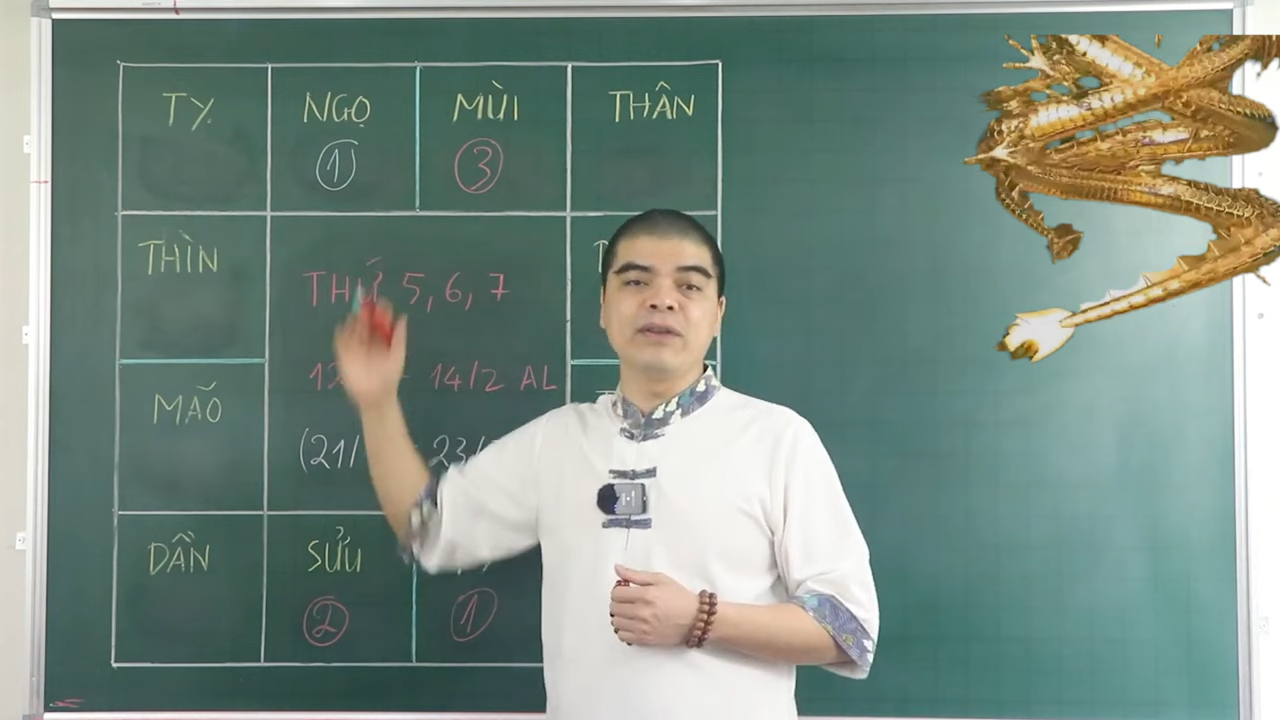 TỴ NGỌ MÙI THÂN
1 3
THÌN
THỨ 5, 6, 7
14/2 AL
MÃO
(21/ 23/
DẦN SỬU
2 1